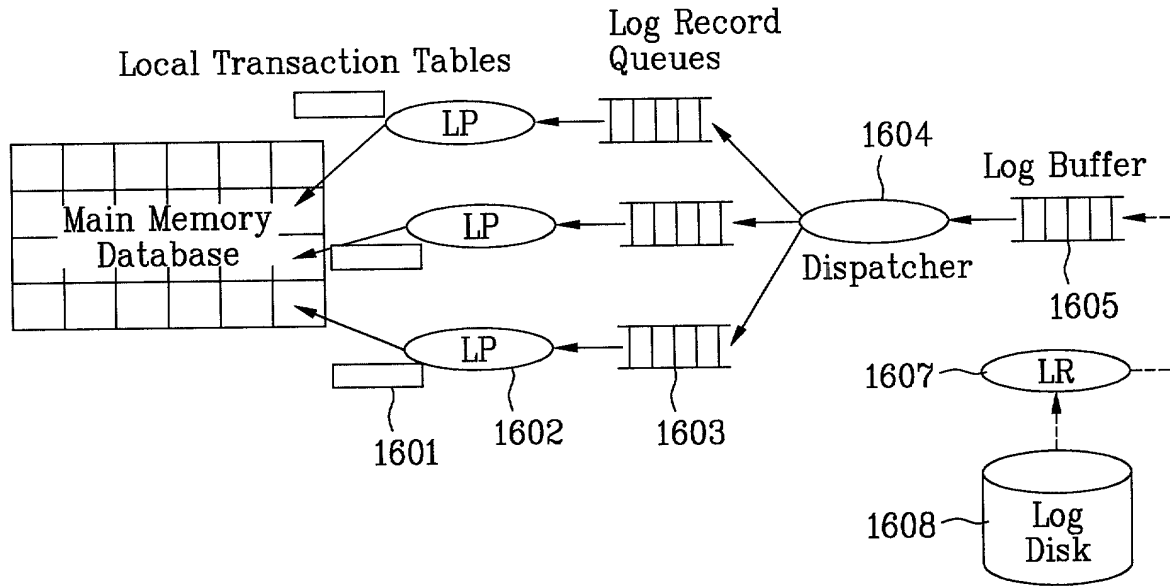 Local Transaction Tables
Log Record
Queues
LP
1604
Log Buffer
Main Memory
Database
LP
Dispatcher
1605
LP
1607
LR
1601
1602
1603
1608
Log
Disk